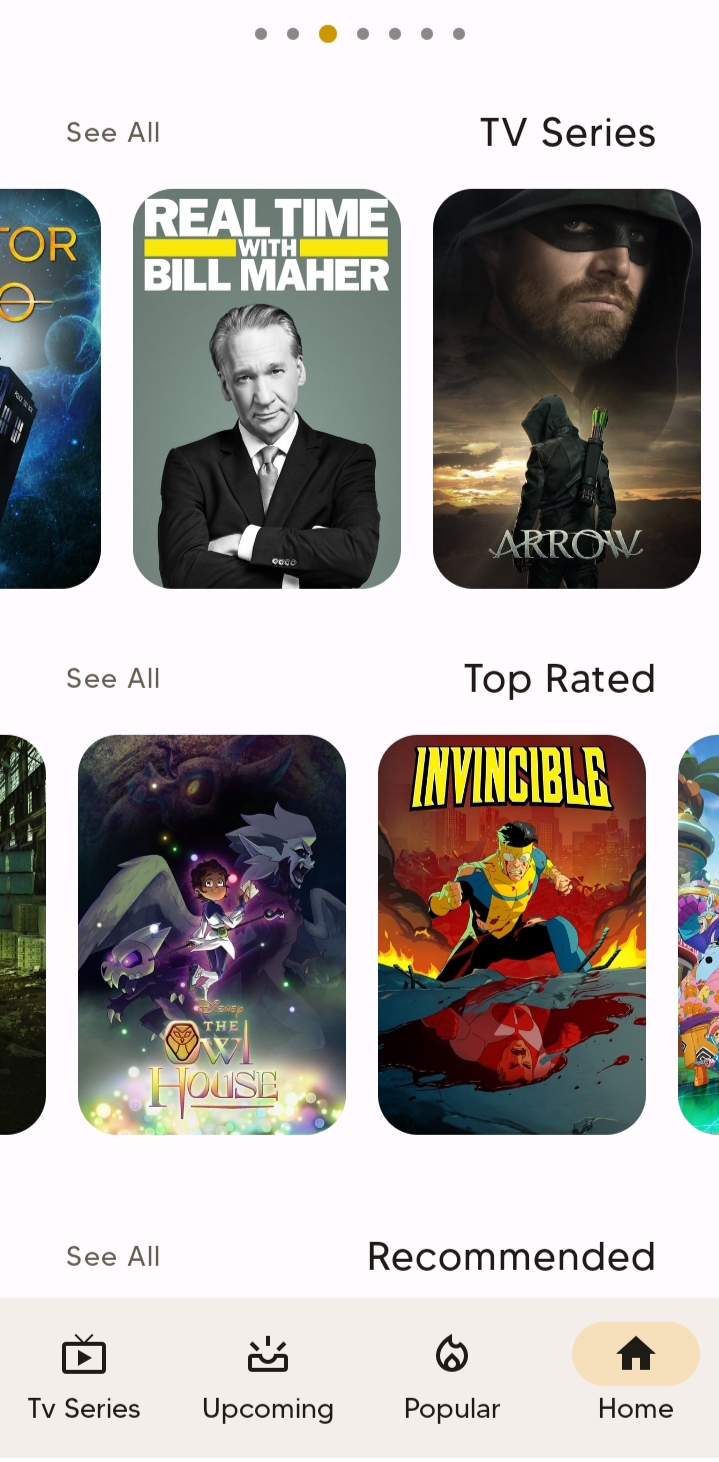 See All
TV Series
TOR
REAL TIME
WITH
BILL MAHER
ARROW
See All
Top Rated
Disney
THE
OWL
HOUSE
INVINCIBLE
See All
Recommended
Tv Series
Upcoming
Popular
Home